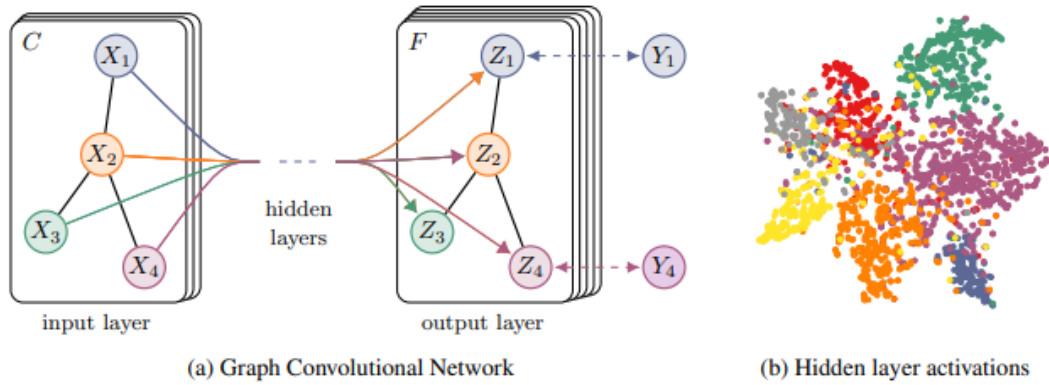 C
X1
X2
X3
X4
hidden
layers
F
Z1
Z2
Z3
Z4
Y1
Y4
input layer
output layer
(a) Graph Convolutional Network
(b) Hidden layer activations